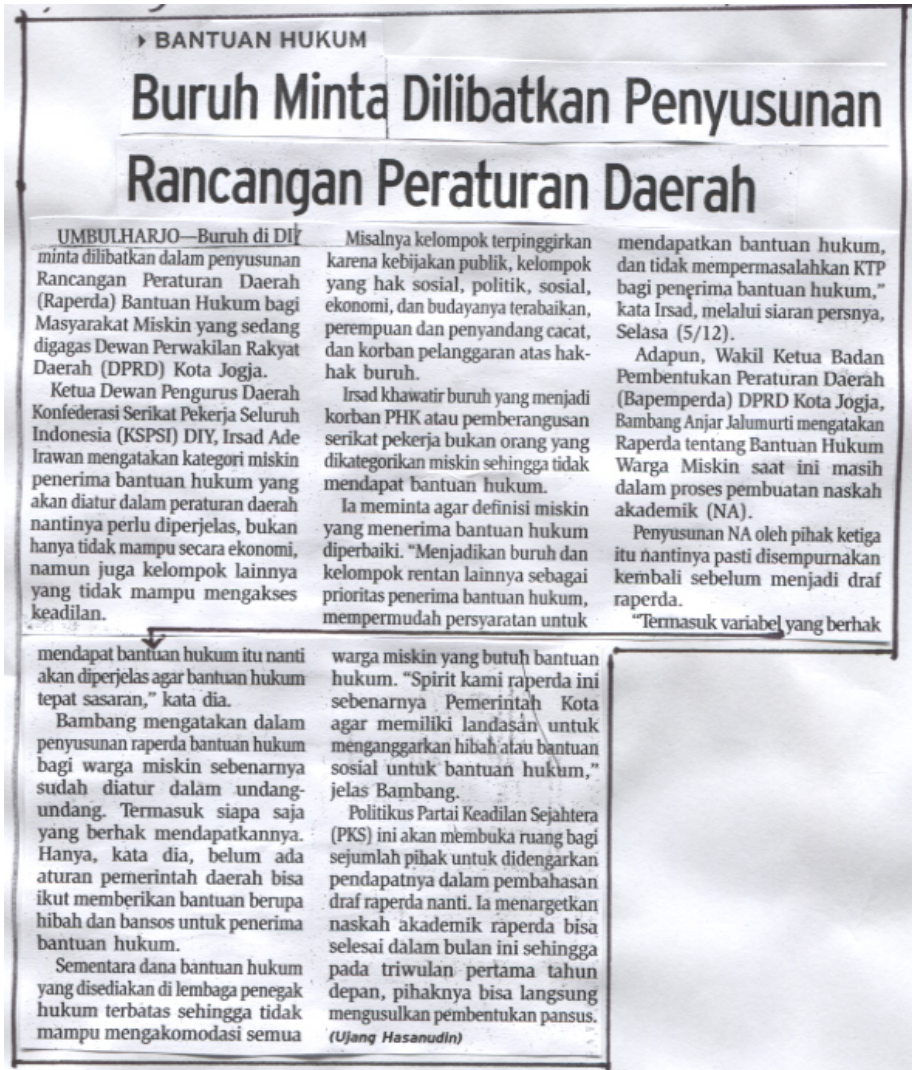 BANTUAN HUKUM
Buruh Minta Dilibatkan Penyusunan
Rancangan Peraturan Daerah
UMBULHARJO—Buruh di DIY
minta dilibatkan dalam penyusunan
Rancangan Peraturan Daerah
(Raperda) Bantuan Hukum bagi
Masyarakat Miskin yang sedang
digagas Dewan Perwakilan Rakyat
Daerah (DPRD) Kota Jogja.
Ketua Dewan Pengurus Daerah
Konfederasi Serikat Pekerja Seluruh
Indonesia (KSPSI) DIY, Irsad Ade
Irawan mengatakan kategori miskin
penerima bantuan hukum yang
akan diatur dalam peraturan daerah
nantinya perlu diperjelas, bukan
hanya tidak mampu secara ekonomi,
namun juga kelompok lainnya
yang tidak mampu mengakses
keadilan.
Misalnya kelompok terpinggirkan
karena kebijakan publik, kelompok
yang hak sosial, politik, sosial,
ekonomi, dan budayanya terabaikan,
perempuan dan penyandang cacat,
dan korban pelanggaran atas hak-
hak buruh.
Irsad khawatir buruh yang menjadi
korban PHK atau pemberangusan
serikat pekerja bukan orang yang
dikategorikan miskin sehingga tidak
mendapat bantuan hukum.
Ia meminta agar definisi miskin
yang menerima bantuan hukum
diperbaiki. “Menjadikan buruh dan
kelompok rentan lainnya sebagai
prioritas penerima bantuan hukum,
mempermudah persyaratan untuk
mendapatkan bantuan hukum,
dan tidak mempermasalahkan KTP
bagi penerima bantuan hukum,”
kata Irsad, melalui siaran persnya,
Selasa (5/12).
Adapun, Wakil Ketua Badan
Pembentukan Peraturan Daerah
(Bapemperda) DPRD Kota Jogja,
Bambang Anjar Jalumurti mengatakan
Raperda tentang Bantuan Hukum
Warga Miskin saat ini masih
dalam proses pembuatan naskah
akademik (NA).
Penyusunan NA oleh pihak ketiga
itu nantinya pasti disempurnakan
kembali sebelum menjadi draf
raperda.
“Termasuk variabel yang berhak
mendapat bantuan hukum itu nanti
akan diperjelas agar bantuan hukum
tepat sasaran,” kata dia.
Bambang mengatakan dalam
penyusunan raperda bantuan hukum
bagi warga miskin sebenarnya
sudah diatur dalam undang-
undang. Termasuk siapa saja
yang berhak mendapatkannya.
Hanya, kata dia, belum ada
aturan pemerintah daerah bisa
ikut memberikan bantuan berupa
hibah dan bansos untuk penerima
bantuan hukum.
Sementara dana bantuan hukum
yang disediakan di lembaga penegak
hukum terbatas sehingga tidak
mampu mengakomodasi semua
warga miskin yang butuh bantuan
hukum. “Spirit kami raperda ini
sebenarnya Pemerintah Kota
agar memiliki landasan untuk
menganggarkan hibah atau bantuan
sosial untuk bantuan hukum,”
jelas Bambang.
Politikus Partai Keadilan Sejahtera
(PKS) ini akan membuka ruang bagi
sejumlah pihak untuk didengarkan
pendapatnya dalam pembahasan
draf raperda nanti. Ia menargetkan
naskah akademik raperda bisa
selesai dalam bulan ini sehingga
pada triwulan pertama tahun
depan, pihaknya bisa langsung
mengusulkan pembentukan pansus.
(Ujang Hasanudin)